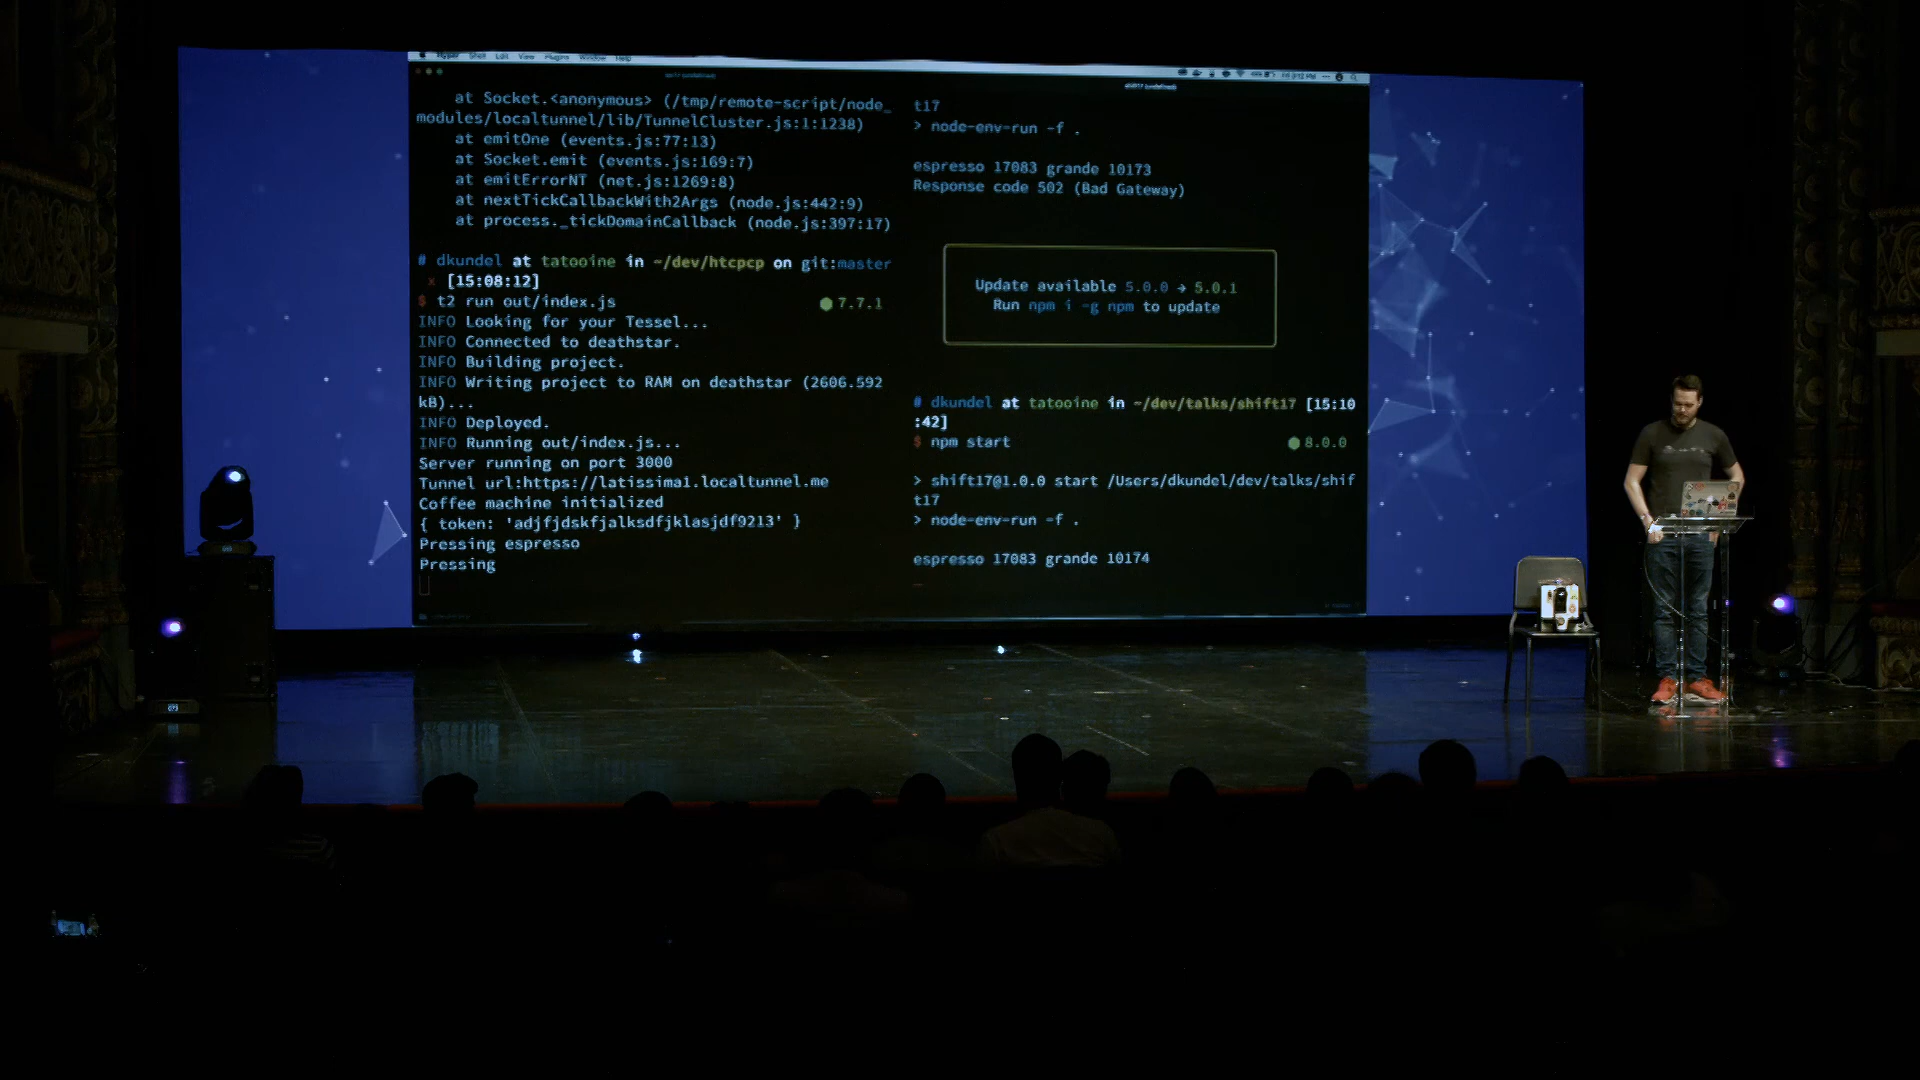 Hyper Shell Edit View Plugins Window Help
at Socket.<anonymous> (/tmp/remote-script/node_
modules/localtunnel/lib/TunnelCluster.js:1:1238)
at emitOne (events.js:77:13)
at Socket.emit (events.js:169:7)
at emitErrorNT (net.js:1269:8)
at nextTickCallbackWith2Args (node.js:442:9)
at process._tickDomainCallback (node.js:397:17)
# dkundel at tatooine in ~/dev/htcpcp on git:master
x [15:08:12]
$ t2 run out/index.js ⬢ 7.7.1
INFO Looking for your Tessel...
INFO Connected to deathstar.
INFO Building project.
INFO Writing project to RAM on deathstar (2606.592
kB)...
INFO Deployed.
INFO Running out/index.js...
Server running on port 3000
Tunnel url:https://latissima1.localtunnel.me
Coffee machine initialized
{ token: 'adjfjdskfjalksdfjklasjdf9213' }
Pressing espresso
Pressing
t17
> node-env-run -f .
espresso 17083 grande 10173
Response code 502 (Bad Gateway)
Update available 5.0.0 → 5.0.1
Run npm i -g npm to update
# dkundel at tatooine in ~/dev/talks/shift17 [15:10
:42]
$ npm start ⬢ 8.0.0
> shift17@1.0.0 start /Users/dkundel/dev/talks/shif
t17
> node-env-run -f .
espresso 17083 grande 10174